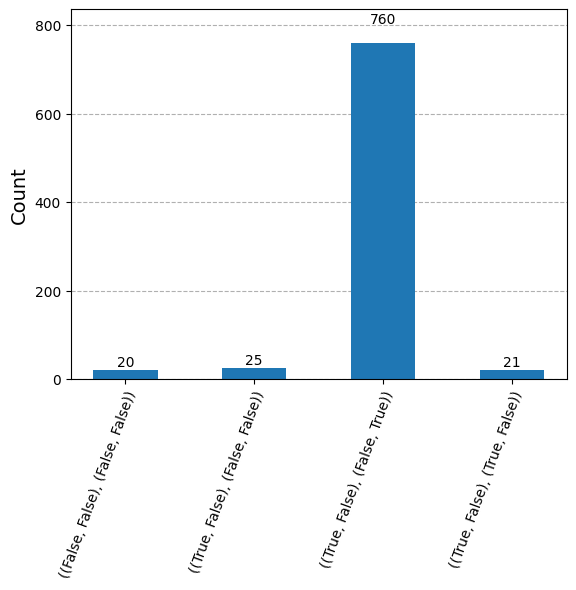 800
600
400
200
0
Count
20
25
760
21
((False, False), (False, False))
((True, False), (False, False))
((True, False), (False, True))
((True, False), (True, False))